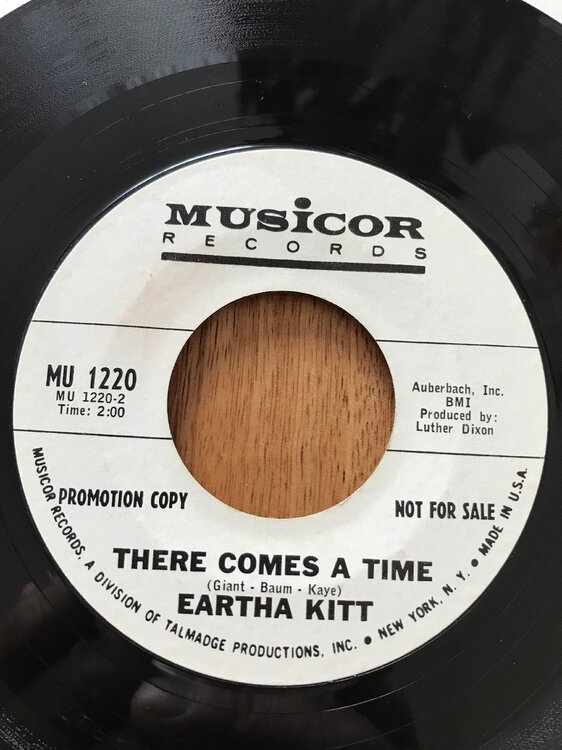 MUSICOR
RECORDS
MU 1220
MU 1220-2
Time: 2:00
Auberbach, Inc.
BMI
Produced by:
Luther Dixon
PROMOTION COPY
NOT FOR SALE
THERE COMES A TIME
(Giant - Baum - Kaye)
EARTHA KITT
MUSICOR RECORDS, A DIVISION OF TALMADGE PRODUCTIONS, INC. • NEW YORK, N. Y. • MADE IN U.S.A.